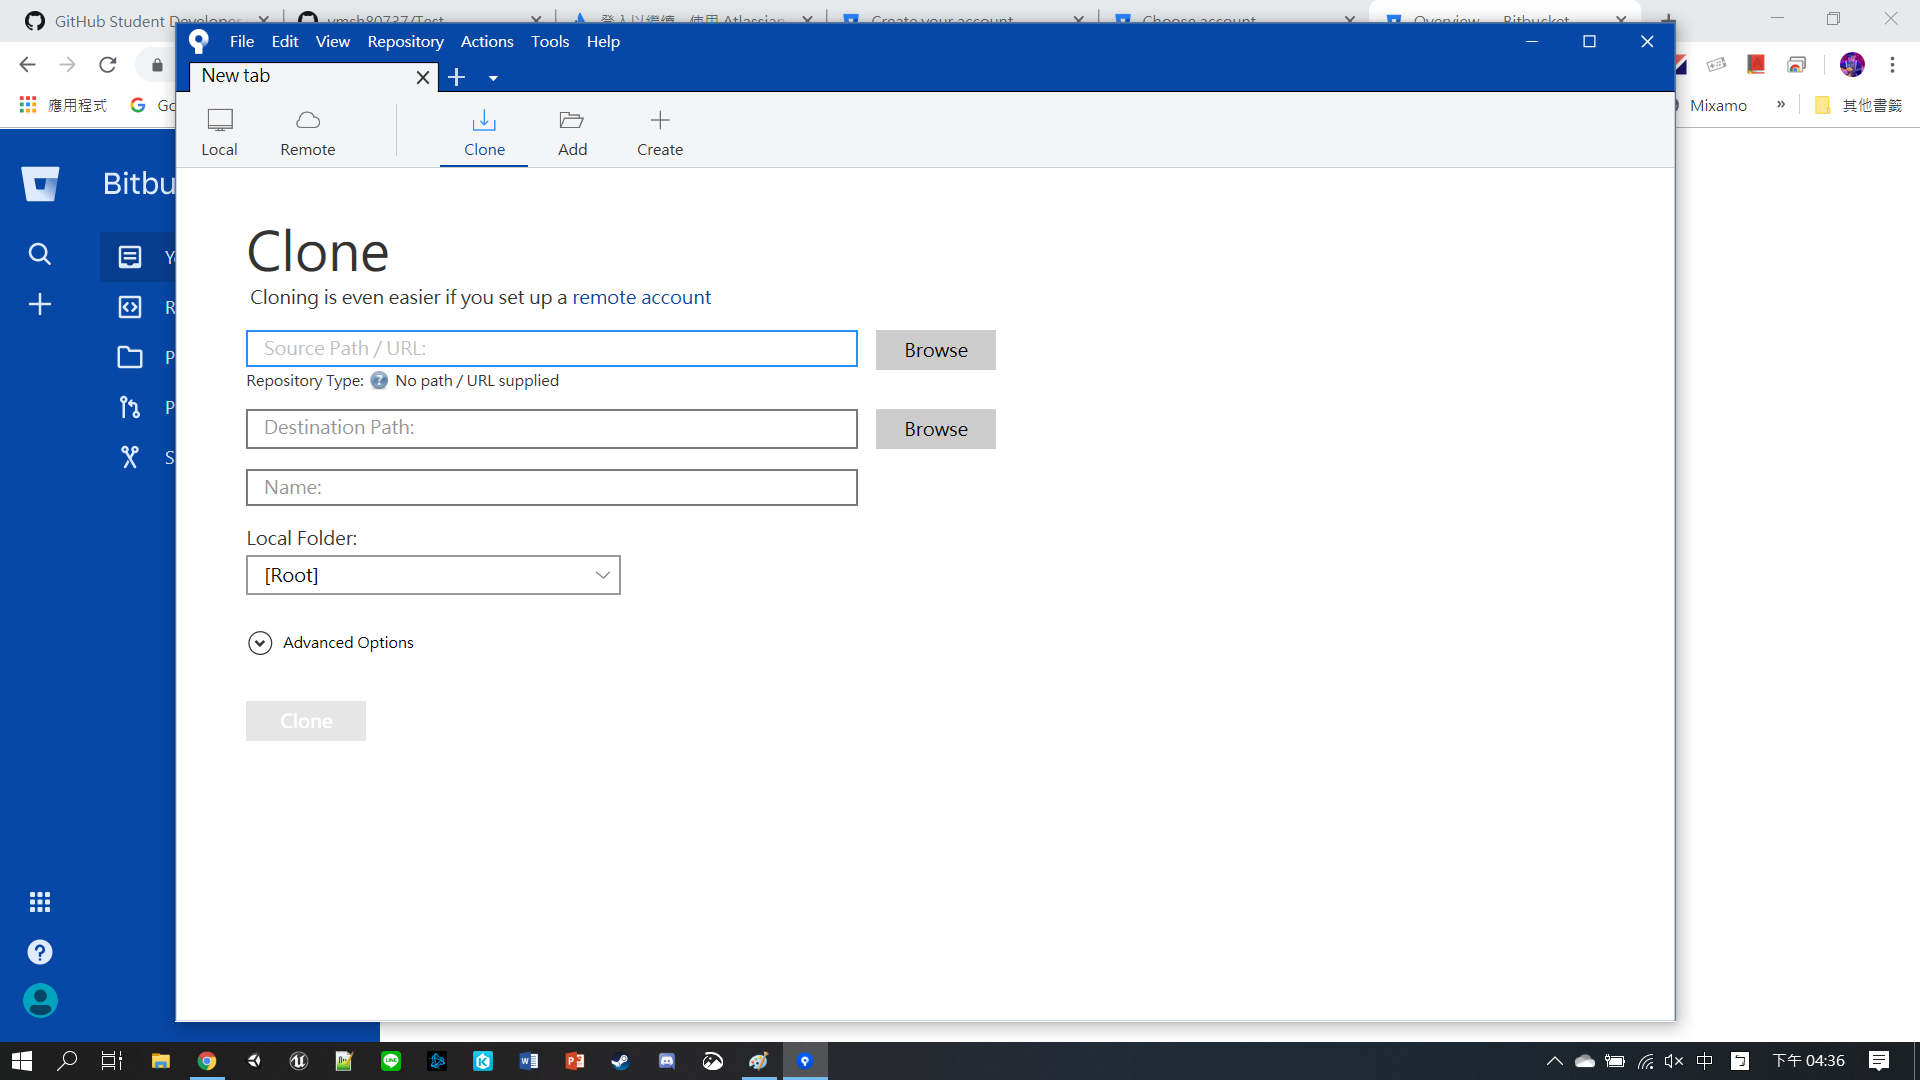 GitHub Student Develope
ymsh80737/Test
登入以繼續 - 使用 Atlassian
Create your account
Choose account
Overview — Bitbucket
File Edit View Repository Actions Tools Help
New tab
應用程式
Mixamo
»
其他書籤
Local
Remote
Clone
Add
Create
Bitbu
Clone
Cloning is even easier if you set up a remote account
Source Path / URL:
Browse
Repository Type: No path / URL supplied
Destination Path:
Browse
Name:
Local Folder:
[Root]
Advanced Options
Clone
中
下午 04:36